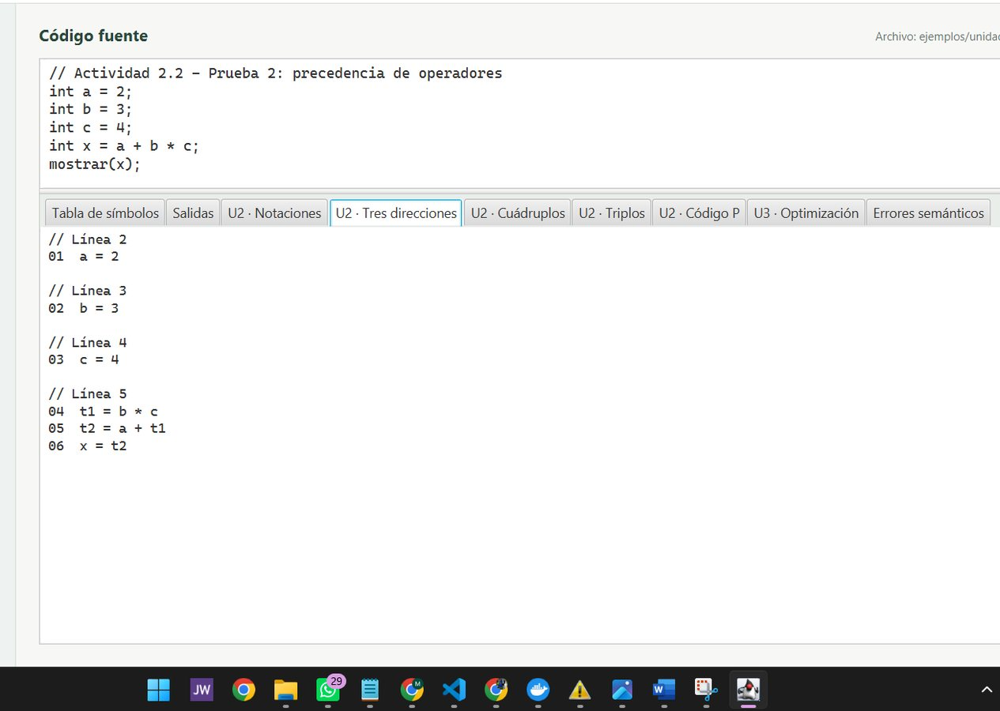 Código fuente
Archivo: ejemplos/unidad
// Actividad 2.2 – Prueba 2: precedencia de operadores
int a = 2;
int b = 3;
int c = 4;
int x = a + b * c;
mostrar(x);
Tabla de símbolos
Salidas
U2 · Notaciones
U2 · Tres direcciones
U2 · Cuádruplos
U2 · Triplos
U2 · Código P
U3 · Optimización
Errores semánticos
// Línea 2
01  a = 2
// Línea 3
02  b = 3
// Línea 4
03  c = 4
// Línea 5
04  t1 = b * c
05  t2 = a + t1
06  x = t2
JW
29
M
W